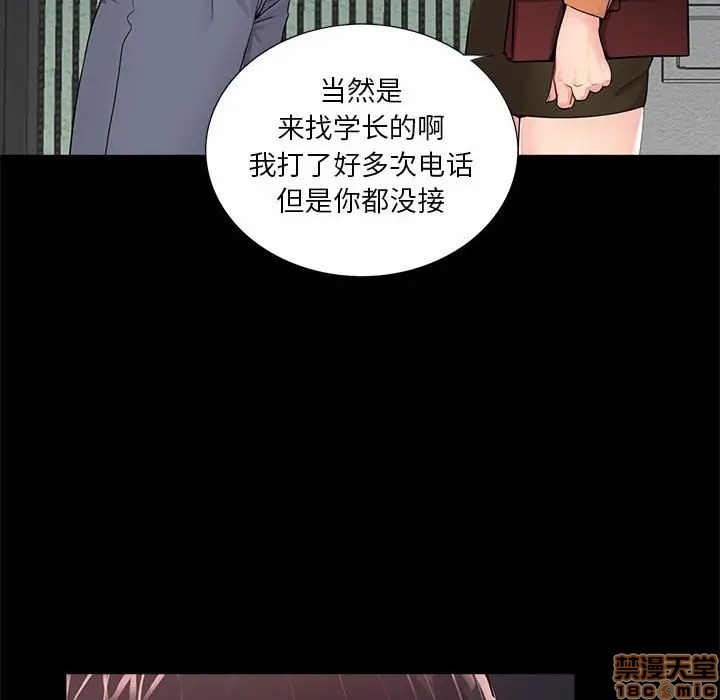 当然是
来找学长的啊
我打了好多次电话
但是你都没接
禁漫天堂